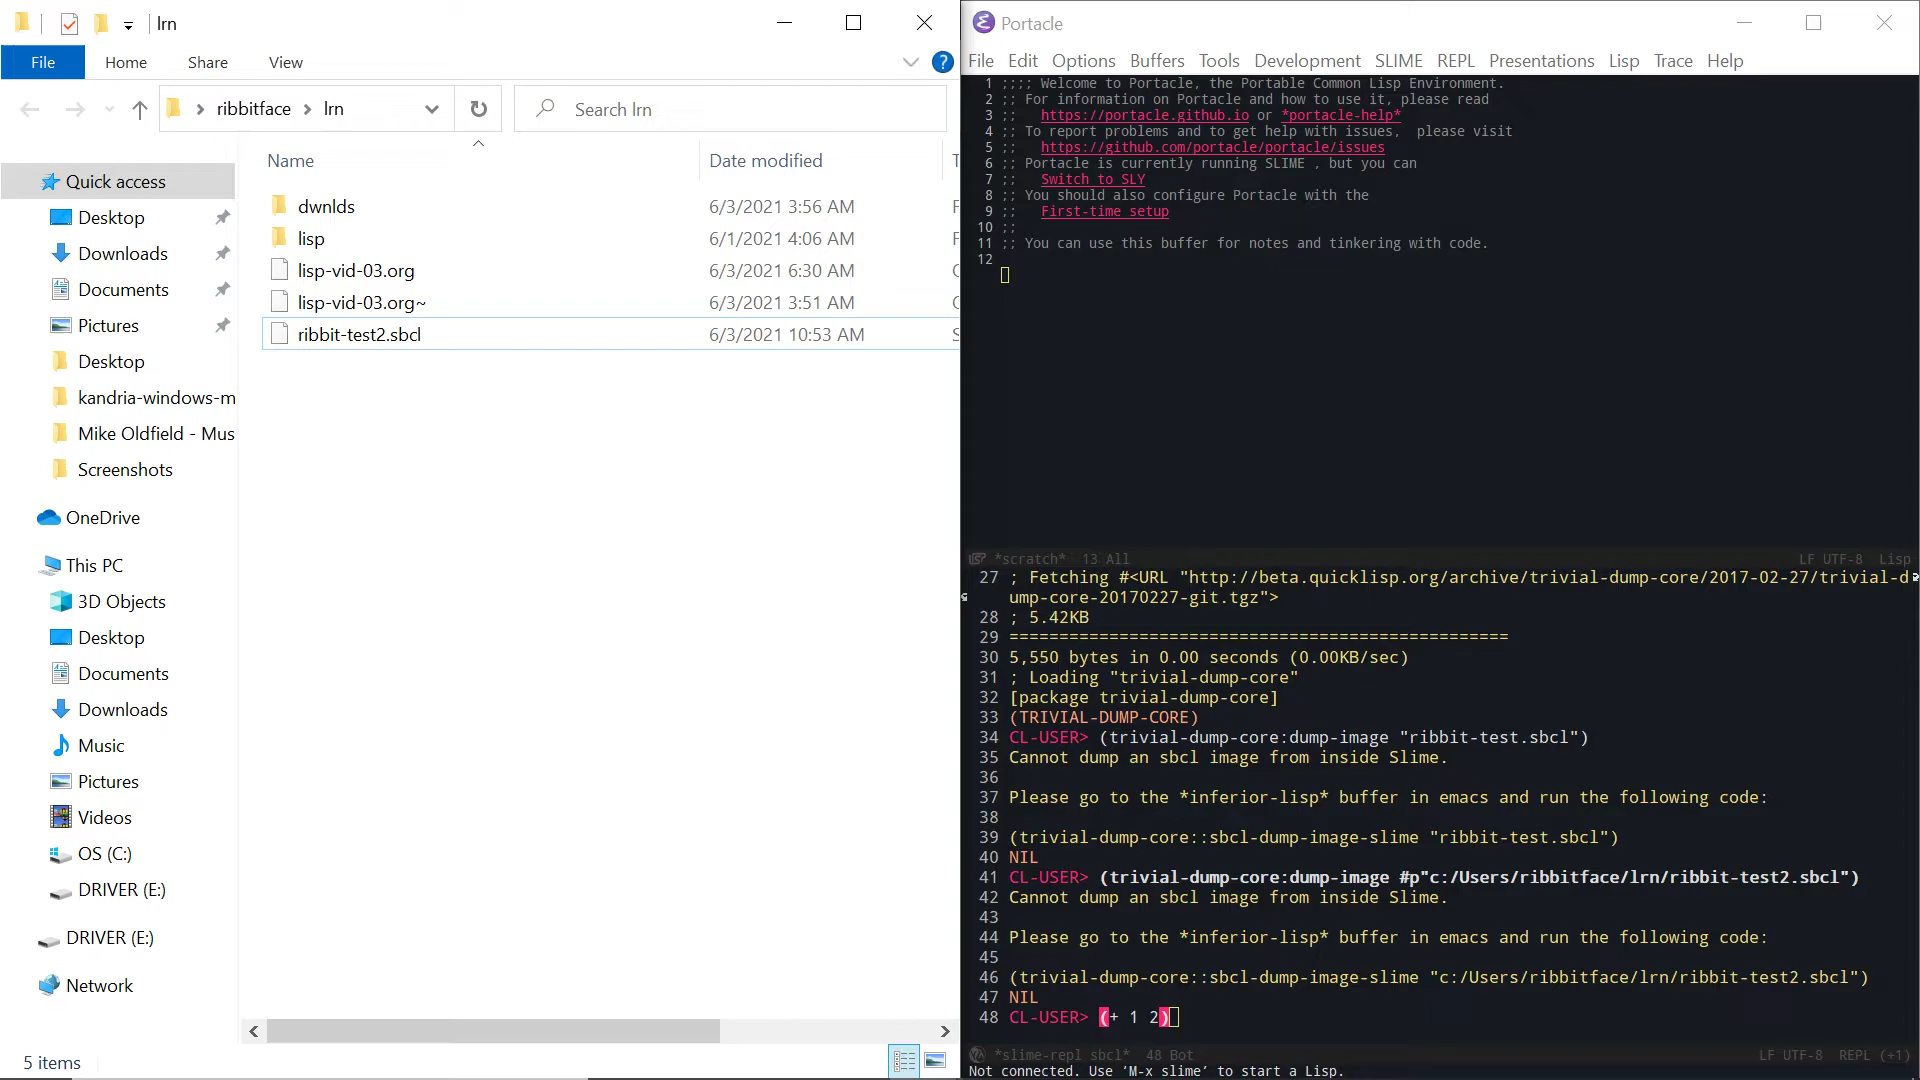 lrn
File Home Share View
ribbitface lrn
Search lrn
Name Date modified
Quick access
Desktop
Downloads
Documents
Pictures
Desktop
kandria-windows-m
Mike Oldfield - Mus
Screenshots
OneDrive
This PC
3D Objects
Desktop
Documents
Downloads
Music
Pictures
Videos
OS (C:)
DRIVER (E:)
DRIVER (E:)
Network
dwnlds 6/3/2021 3:56 AM
lisp 6/1/2021 4:06 AM
lisp-vid-03.org 6/3/2021 6:30 AM
lisp-vid-03.org~ 6/3/2021 3:51 AM
ribbit-test2.sbcl 6/3/2021 10:53 AM
5 items
Portacle
File Edit Options Buffers Tools Development SLIME REPL Presentations Lisp Trace Help
1 ;;;; Welcome to Portacle, the Portable Common Lisp Environment.
2 ;; For information on Portacle and how to use it, please read
3 ;; https://portacle.github.io or *portacle-help*
4 ;; To report problems and to get help with issues, please visit
5 ;; https://github.com/portacle/portacle/issues
6 ;; Portacle is currently running SLIME , but you can
7 ;; Switch to SLY
8 ;; You should also configure Portacle with the
9 ;; First-time setup
10 ;;
11 ;; You can use this buffer for notes and tinkering with code.
12
*scratch* 13 All LF UTF-8 Lisp
27 ; Fetching #<URL "http://beta.quicklisp.org/archive/trivial-dump-core/2017-02-27/trivial-d
ump-core-20170227-git.tgz">
28 ; 5.42KB
29 ==================================================
30 5,550 bytes in 0.00 seconds (0.00KB/sec)
31 ; Loading "trivial-dump-core"
32 [package trivial-dump-core]
33 (TRIVIAL-DUMP-CORE)
34 CL-USER> (trivial-dump-core:dump-image "ribbit-test.sbcl")
35 Cannot dump an sbcl image from inside Slime.
36
37 Please go to the *inferior-lisp* buffer in emacs and run the following code:
38
39 (trivial-dump-core::sbcl-dump-image-slime "ribbit-test.sbcl")
40 NIL
41 CL-USER> (trivial-dump-core:dump-image #p"c:/Users/ribbitface/lrn/ribbit-test2.sbcl")
42 Cannot dump an sbcl image from inside Slime.
43
44 Please go to the *inferior-lisp* buffer in emacs and run the following code:
45
46 (trivial-dump-core::sbcl-dump-image-slime "c:/Users/ribbitface/lrn/ribbit-test2.sbcl")
47 NIL
48 CL-USER> (+ 1 2)
*slime-repl sbcl* 48 Bot LF UTF-8 REPL (+1)
Not connected. Use ‘M-x slime’ to start a Lisp.